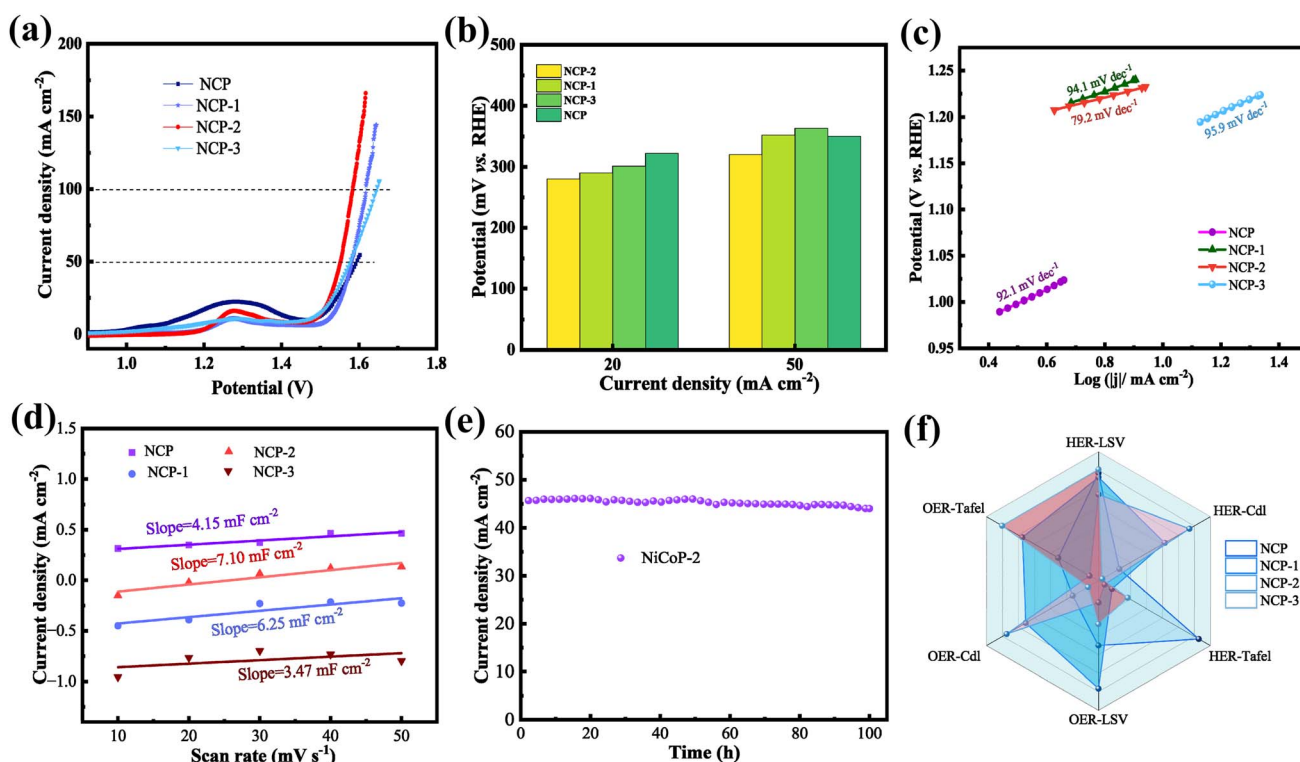 (a)
Current density (mA cm⁻²)
200
150
100
50
0
NCP
NCP-1
NCP-2
NCP-3
1.0 1.2 1.4 1.6 1.8
Potential (V)
(b)
Potential (mV vs. RHE)
500
400
300
200
100
0
NCP-2
NCP-1
NCP-3
NCP
20 50
Current density (mA cm⁻²)
(c)
Potential (V vs. RHE)
1.25
1.20
1.15
1.10
1.05
1.00
0.95
94.1 mV dec⁻¹
79.2 mV dec⁻¹
95.9 mV dec⁻¹
92.1 mV dec⁻¹
NCP
NCP-1
NCP-2
NCP-3
0.4 0.6 0.8 1.0 1.2 1.4
Log (|j|/ mA cm⁻²)
(d)
Current density (mA cm⁻²)
1.5
1.0
0.5
0.0
−0.5
−1.0
NCP NCP-2
NCP-1 NCP-3
Slope=4.15 mF cm⁻²
Slope=7.10 mF cm⁻²
Slope=6.25 mF cm⁻²
Slope=3.47 mF cm⁻²
10 20 30 40 50
Scan rate (mV s⁻¹)
(e)
Current density (mA cm⁻²)
60
50
40
30
20
10
0
NiCoP-2
0 20 40 60 80 100
Time (h)
(f)
HER-LSV
OER-Tafel
HER-Cdl
OER-Cdl
HER-Tafel
OER-LSV
NCP
NCP-1
NCP-2
NCP-3